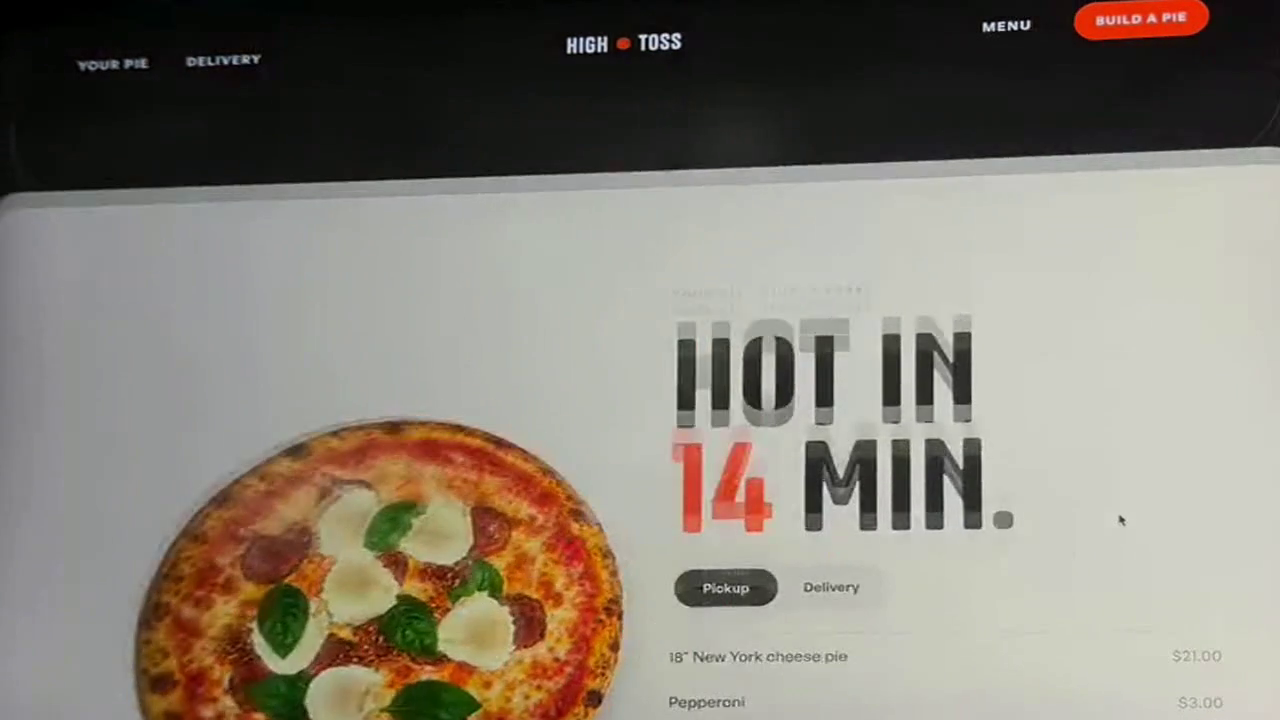 YOUR PIE
DELIVERY
HIGH TOSS
MENU
BUILD A PIE
HOT IN
14 MIN.
Pickup
Delivery
18" New York cheese pie
$21.00
Pepperoni
$3.00